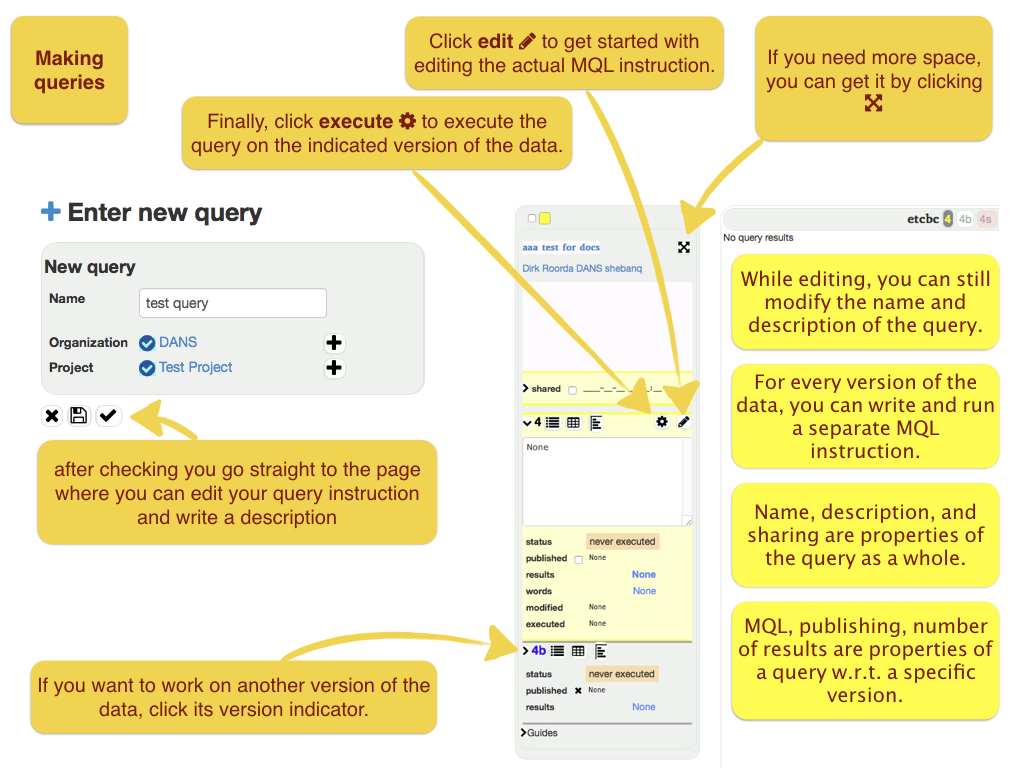 Making
queries
Click edit to get started with
editing the actual MQL instruction.
If you need more space,
you can get it by clicking
Finally, click execute to execute the
query on the indicated version of the data.
Enter new query
New query
Name
test query
Organization
DANS
Project
Test Project
after checking you go straight to the page
where you can edit your query instruction
and write a description
If you want to work on another version of the
data, click its version indicator.
aaa test for docs
Dirk Roorda DANS shebanq
shared
4
None
status never executed
published None
results None
words None
modified None
executed None
4b
status never executed
published None
results None
Guides
etcbc 4 4b 4s
No query results
While editing, you can still
modify the name and
description of the query.
For every version of the
data, you can write and run
a separate MQL
instruction.
Name, description, and
sharing are properties of
the query as a whole.
MQL, publishing, number
of results are properties of
a query w.r.t. a specific
version.